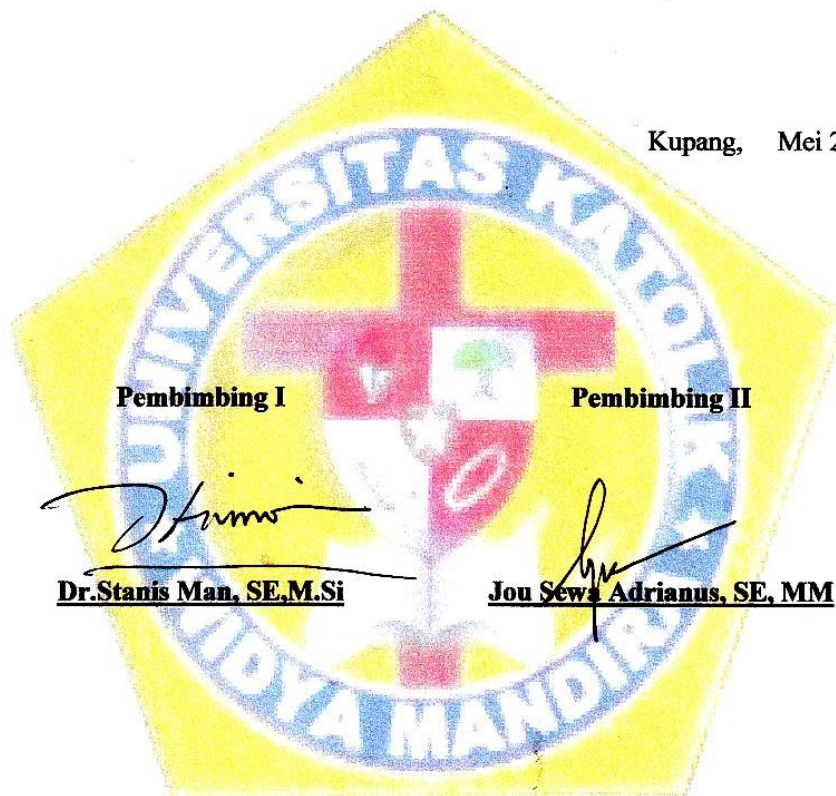 Kupang, Mei 2
UNIVERSITAS KATOLIK
Pembimbing I Pembimbing II
Dr.Stanis Man, SE,M.Si Jou Sewa Adrianus, SE, MM
WIDYA MANDIRA